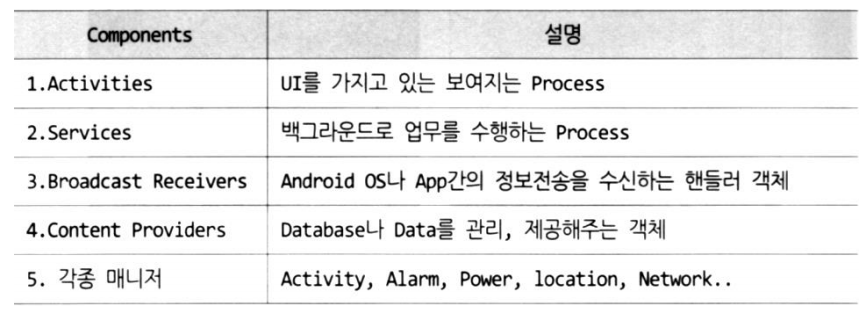 Components 설명
1.Activities UI를 가지고 있는 보여지는 Process
2.Services 백그라운드로 업무를 수행하는 Process
3.Broadcast Receivers Android OS나 App간의 정보전송을 수신하는 핸들러 객체
4.Content Providers Database나 Data를 관리, 제공해주는 객체
5. 각종 매니저 Activity, Alarm, Power, location, Network..